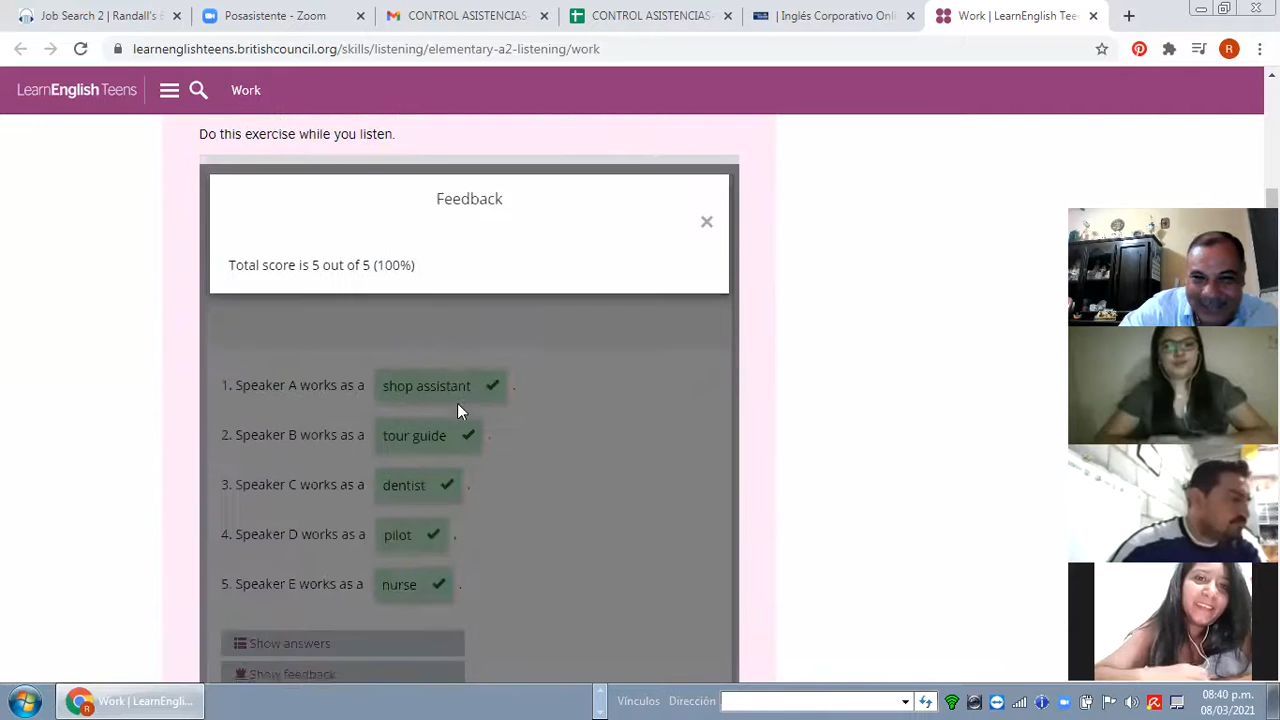 Job Search 2 | Randall's E
Posasistente - Zoom
CONTROL ASISTENCIAS-
CONTROL ASISTENCIAS-
| Inglés Corporativo Onl
Work | LearnEnglish Tee
learnenglishteens.britishcouncil.org/skills/listening/elementary-a2-listening/work
R
LearnEnglish Teens
Work
Do this exercise while you listen.
Feedback
Total score is 5 out of 5 (100%)
1. Speaker A works as a shop assistant .
2. Speaker B works as a tour guide .
3. Speaker C works as a dentist .
4. Speaker D works as a pilot .
5. Speaker E works as a nurse .
Show answers
Show feedback
Work | LearnEngli...
Vínculos
Dirección
08:40 p.m.
08/03/2021